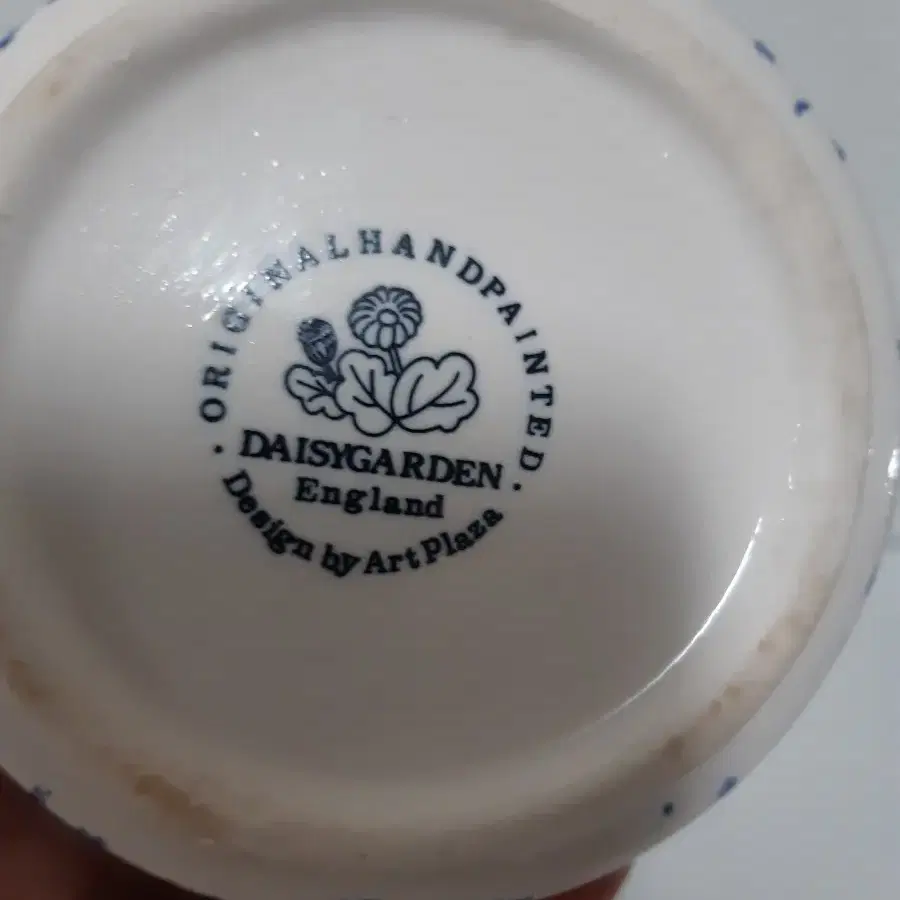 ORIGINALHANDPAINTED
DAISYGARDEN
England
Design by Art Plaza